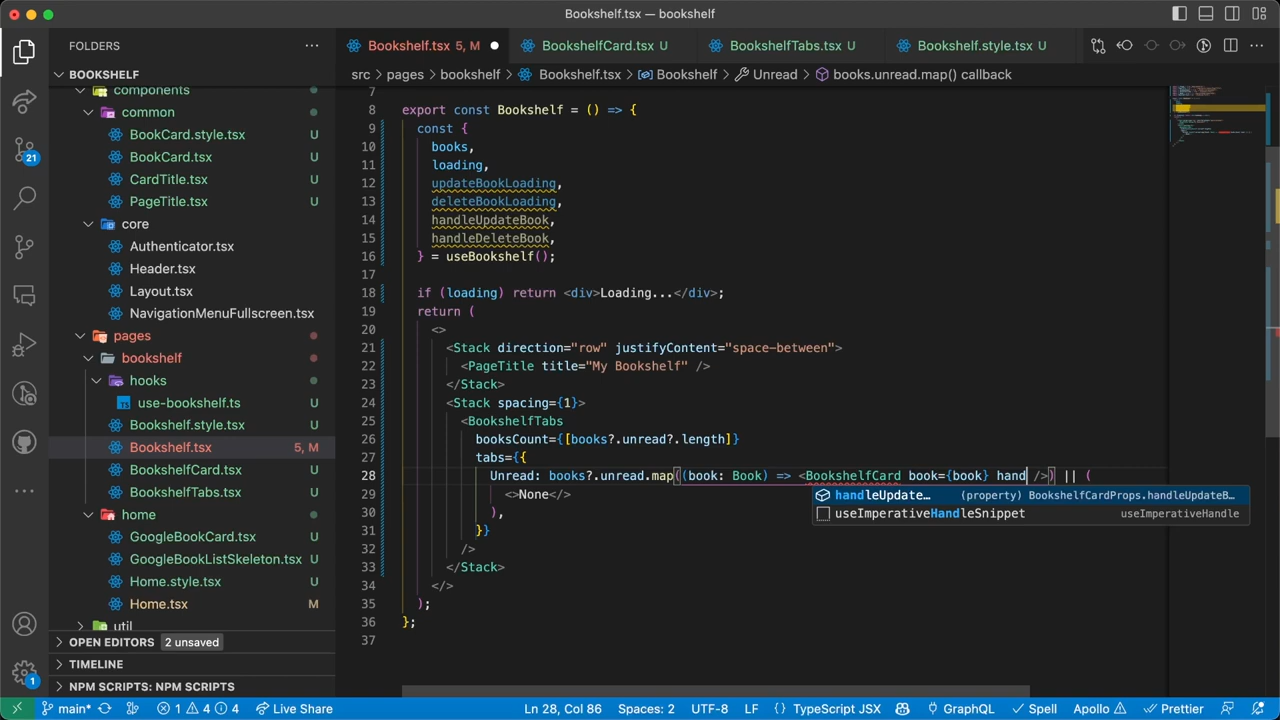 Bookshelf.tsx — bookshelf
FOLDERS
BOOKSHELF
components
common
BookCard.style.tsx U
BookCard.tsx U
CardTitle.tsx U
PageTitle.tsx U
core
Authenticator.tsx U
Header.tsx U
Layout.tsx U
NavigationMenuFullscreen.tsx U
pages
bookshelf
hooks
use-bookshelf.ts U
Bookshelf.style.tsx U
Bookshelf.tsx 5, M
BookshelfCard.tsx U
BookshelfTabs.tsx U
home
GoogleBookCard.tsx U
GoogleBookListSkeleton.tsx U
Home.style.tsx U
Home.tsx M
util
OPEN EDITORS 2 unsaved
TIMELINE
NPM SCRIPTS: NPM SCRIPTS
21
1
Bookshelf.tsx 5, M
BookshelfCard.tsx U
BookshelfTabs.tsx U
Bookshelf.style.tsx U
src > pages > bookshelf > Bookshelf.tsx > Bookshelf > Unread > books.unread.map() callback
7
8 export const Bookshelf = () => {
9 const {
10 books,
11 loading,
12 updateBookLoading,
13 deleteBookLoading,
14 handleUpdateBook,
15 handleDeleteBook,
16 } = useBookshelf();
17
18 if (loading) return <div>Loading...</div>;
19 return (
20 <>
21 <Stack direction="row" justifyContent="space-between">
22 <PageTitle title="My Bookshelf" />
23 </Stack>
24 <Stack spacing={1}>
25 <BookshelfTabs
26 booksCount={[books?.unread?.length]}
27 tabs={{
28 Unread: books?.unread.map((book: Book) => <BookshelfCard book={book} hand />) || (
29 <>None</>
30 ),
31 }}
32 />
33 </Stack>
34 </>
35 );
36 };
37
handleUpdate… (property) BookshelfCardProps.handleUpdateB…
useImperativeHandleSnippet useImperativeHandle
main* 1 4 4 Live Share
Ln 28, Col 86 Spaces: 2 UTF-8 LF {} TypeScript JSX GraphQL Spell Apollo Prettier